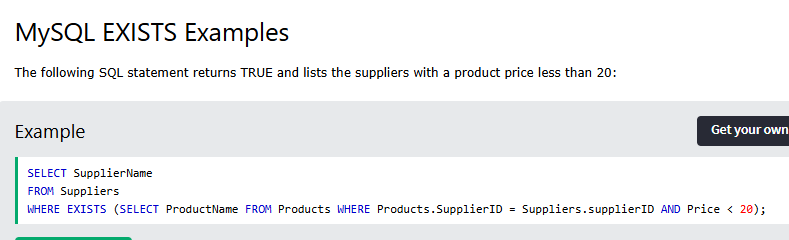 MySQL EXISTS Examples
The following SQL statement returns TRUE and lists the suppliers with a product price less than 20:
Example
Get your own
SELECT SupplierName
FROM Suppliers
WHERE EXISTS (SELECT ProductName FROM Products WHERE Products.SupplierID = Suppliers.supplierID AND Price < 20);